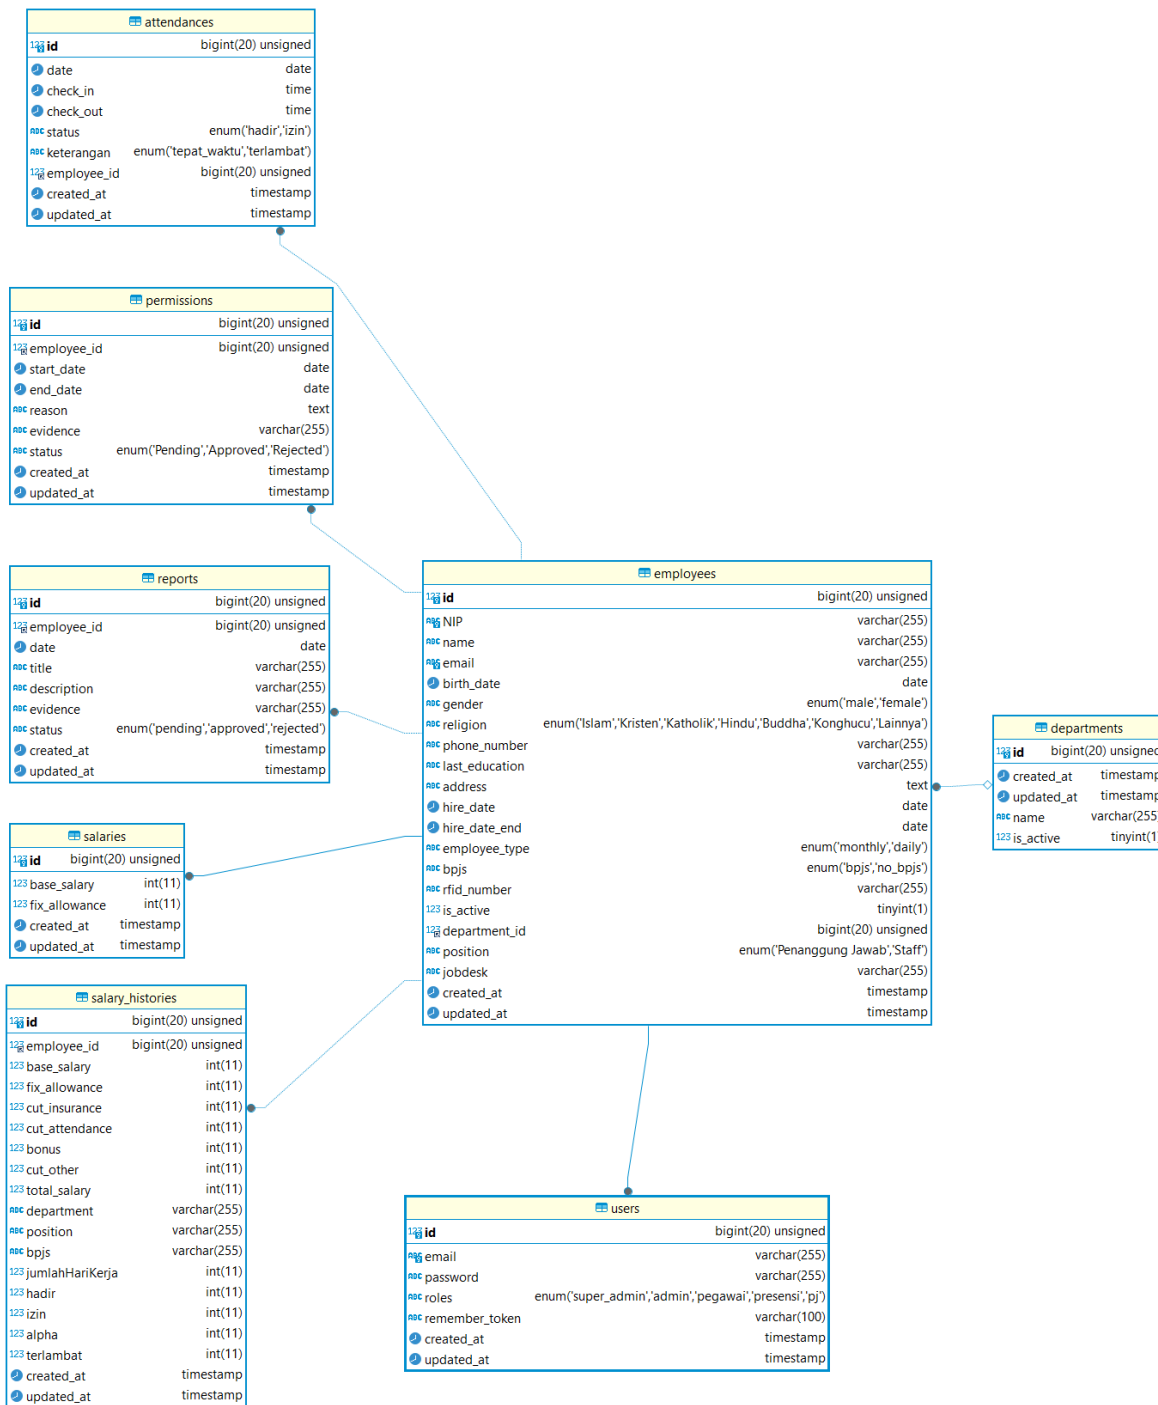 attendances
id bigint(20) unsigned
date date
check_in time
check_out time
status enum('hadir','izin')
keterangan enum('tepat_waktu','terlambat')
employee_id bigint(20) unsigned
created_at timestamp
updated_at timestamp
permissions
id bigint(20) unsigned
employee_id bigint(20) unsigned
start_date date
end_date date
reason text
evidence varchar(255)
status enum('Pending','Approved','Rejected')
created_at timestamp
updated_at timestamp
reports
id bigint(20) unsigned
employee_id bigint(20) unsigned
date date
title varchar(255)
description varchar(255)
evidence varchar(255)
status enum('pending','approved','rejected')
created_at timestamp
updated_at timestamp
salaries
id bigint(20) unsigned
base_salary int(11)
fix_allowance int(11)
created_at timestamp
updated_at timestamp
salary_histories
id bigint(20) unsigned
employee_id bigint(20) unsigned
base_salary int(11)
fix_allowance int(11)
cut_insurance int(11)
cut_attendance int(11)
bonus int(11)
cut_other int(11)
total_salary int(11)
department varchar(255)
position varchar(255)
bpjs varchar(255)
jumlahHariKerja int(11)
hadir int(11)
izin int(11)
alpha int(11)
terlambat int(11)
created_at timestamp
updated_at timestamp
employees
id bigint(20) unsigned
NIP varchar(255)
name varchar(255)
email varchar(255)
birth_date date
gender enum('male','female')
religion enum('Islam','Kristen','Katholik','Hindu','Buddha','Konghucu','Lainnya')
phone_number varchar(255)
last_education varchar(255)
address text
hire_date date
hire_date_end date
employee_type enum('monthly','daily')
bpjs enum('bpjs','no_bpjs')
rfid_number varchar(255)
is_active tinyint(1)
department_id bigint(20) unsigned
position enum('Penanggung Jawab','Staff')
jobdesk varchar(255)
created_at timestamp
updated_at timestamp
departments
id bigint(20) unsigned
created_at timestamp
updated_at timestamp
name varchar(255)
is_active tinyint(1)
users
id bigint(20) unsigned
email varchar(255)
password varchar(255)
roles enum('super_admin','admin','pegawai','presensi','pj')
remember_token varchar(100)
created_at timestamp
updated_at timestamp